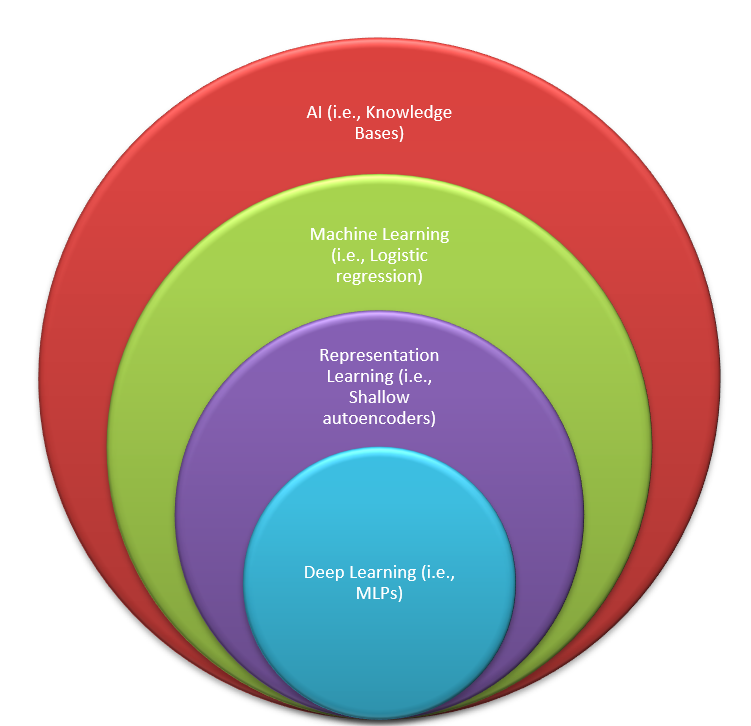 AI (i.e., Knowledge
Bases)
Machine Learning
(i.e., Logistic
regression)
Representation
Learning (i.e.,
Shallow
autoencoders)
Deep Learning (i.e.,
MLPs)